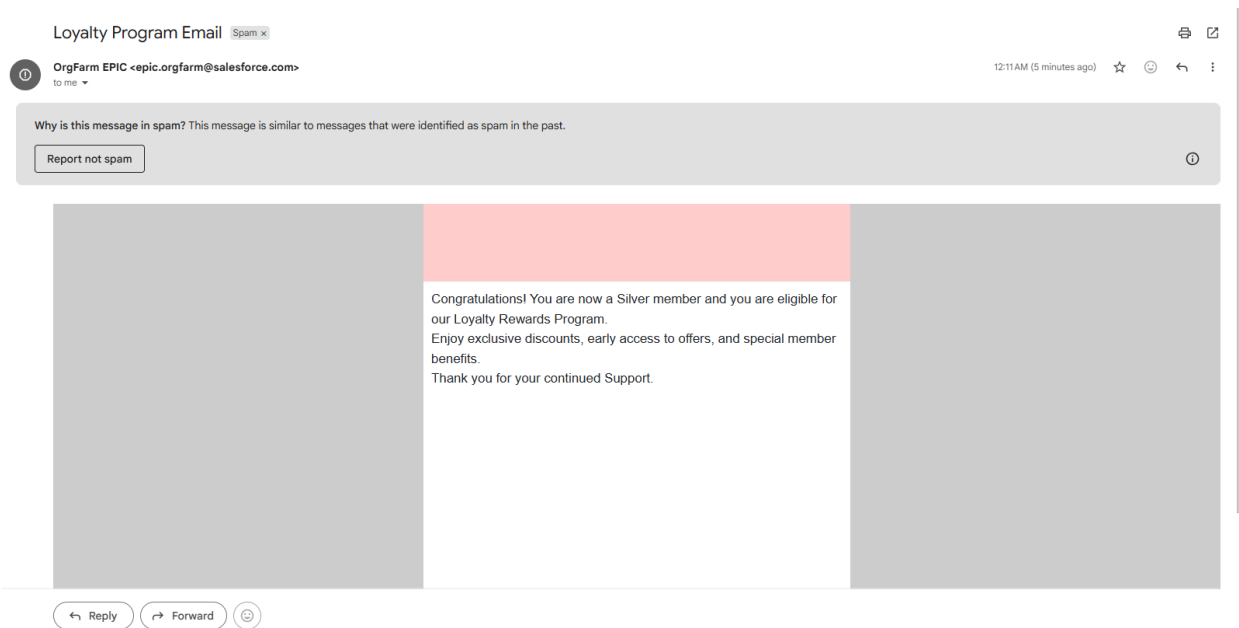 Loyalty Program Email Spam ×
OrgFarm EPIC <epic.orgfarm@salesforce.com> 12:11 AM (5 minutes ago)
to me
Why is this message in spam? This message is similar to messages that were identified as spam in the past.
Report not spam
Congratulations! You are now a Silver member and you are eligible for
our Loyalty Rewards Program.
Enjoy exclusive discounts, early access to offers, and special member
benefits.
Thank you for your continued Support.
Reply Forward